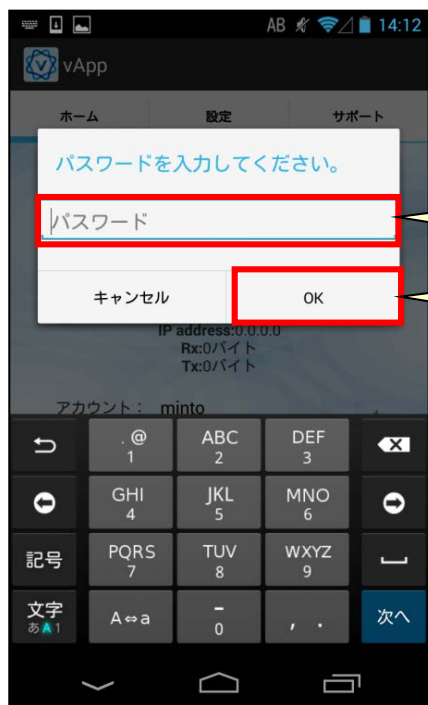 AB 14:12
vApp
ホーム 設定 サポート
パスワードを入力してください。
パスワード
キャンセル OK
IP address:0.0.0.0
Rx:0バイト
Tx:0バイト
アカウント： minto
.@ ABC DEF
1 2 3
GHI JKL MNO
4 5 6
記号 PQRS TUV WXYZ
7 8 9
文字 A⇔a - , . 次へ
あA1 0